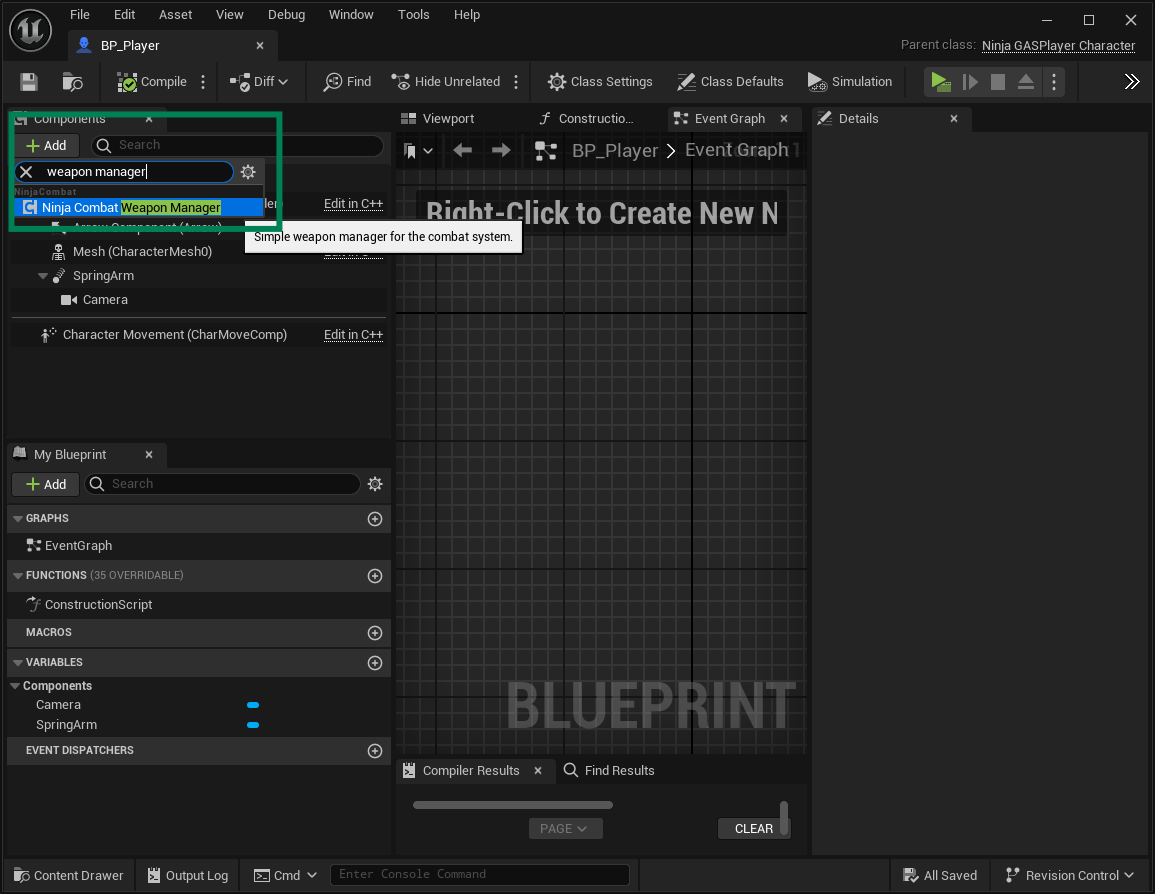 File Edit Asset View Debug Window Tools Help
BP_Player
Parent class: Ninja GASPlayer Character
Compile Diff Find Hide Unrelated Class Settings Class Defaults Simulation
Components Viewport Constructio... Event Graph Details
Add Search BP_Player Event Graph
weapon manager
NinjaCombat
Ninja Combat Weapon Manager Edit in C++ Right-Click to Create New N
Arrow Component (Arrow)
Simple weapon manager for the combat system.
Mesh (CharacterMesh0) Edit in C++
SpringArm
Camera
Character Movement (CharMoveComp) Edit in C++
My Blueprint
Add Search
GRAPHS
EventGraph
FUNCTIONS (35 OVERRIDABLE)
ConstructionScript
MACROS
VARIABLES
Components
Camera
SpringArm
BLUEPRINT
EVENT DISPATCHERS
Compiler Results Find Results
PAGE CLEAR
Content Drawer Output Log Cmd Enter Console Command All Saved Revision Control